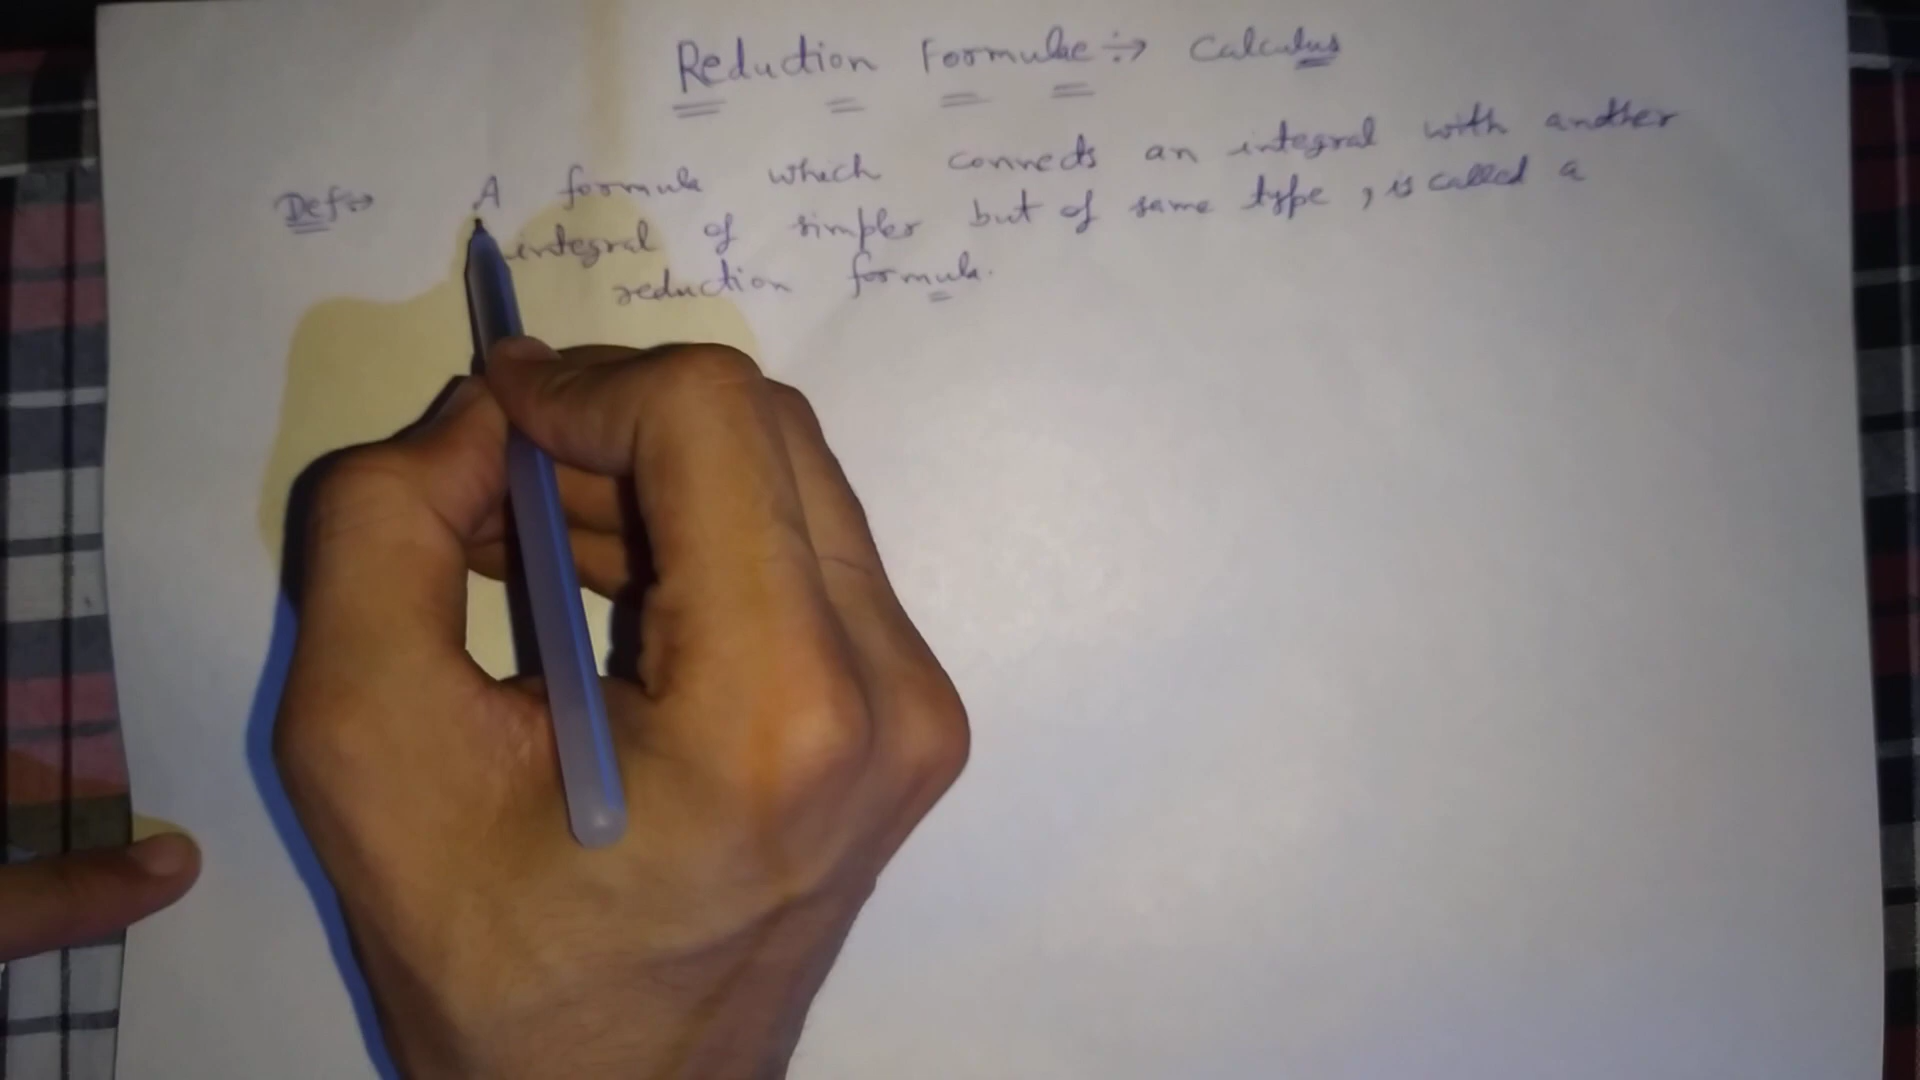 Reduction Formulae ÷→ Calculus
Def→ A formula which connects an integral with another
integral of simpler but of same type, is called a
reduction formula.